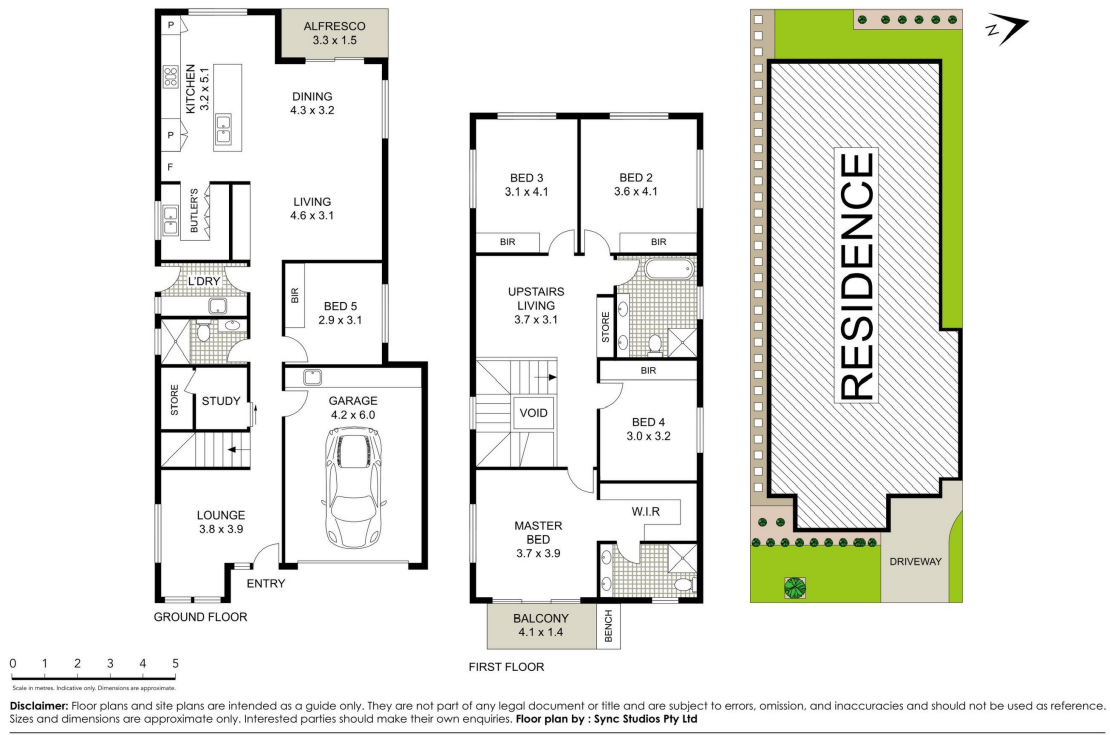 P
ALFRESCO
3.3 x 1.5
KITCHEN
3.2 x 5.1
DINING
4.3 x 3.2
P
F
BUTLER'S
LIVING
4.6 x 3.1
L'DRY
BIR
BED 5
2.9 x 3.1
STORE
STUDY
GARAGE
4.2 x 6.0
LOUNGE
3.8 x 3.9
ENTRY
GROUND FLOOR
BED 3
3.1 x 4.1
BED 2
3.6 x 4.1
BIR
BIR
UPSTAIRS
LIVING
3.7 x 3.1
STORE
BIR
VOID
BED 4
3.0 x 3.2
W.I.R
MASTER
BED
3.7 x 3.9
BALCONY
4.1 x 1.4
BENCH
FIRST FLOOR
N
RESIDENCE
DRIVEWAY
0 1 2 3 4 5
Scale in metres. Indicative only. Dimensions are approximate.
Disclaimer: Floor plans and site plans are intended as a guide only. They are not part of any legal document or title and are subject to errors, omission, and inaccuracies and should not be used as reference.
Sizes and dimensions are approximate only. Interested parties should make their own enquiries. Floor plan by : Sync Studios Pty Ltd